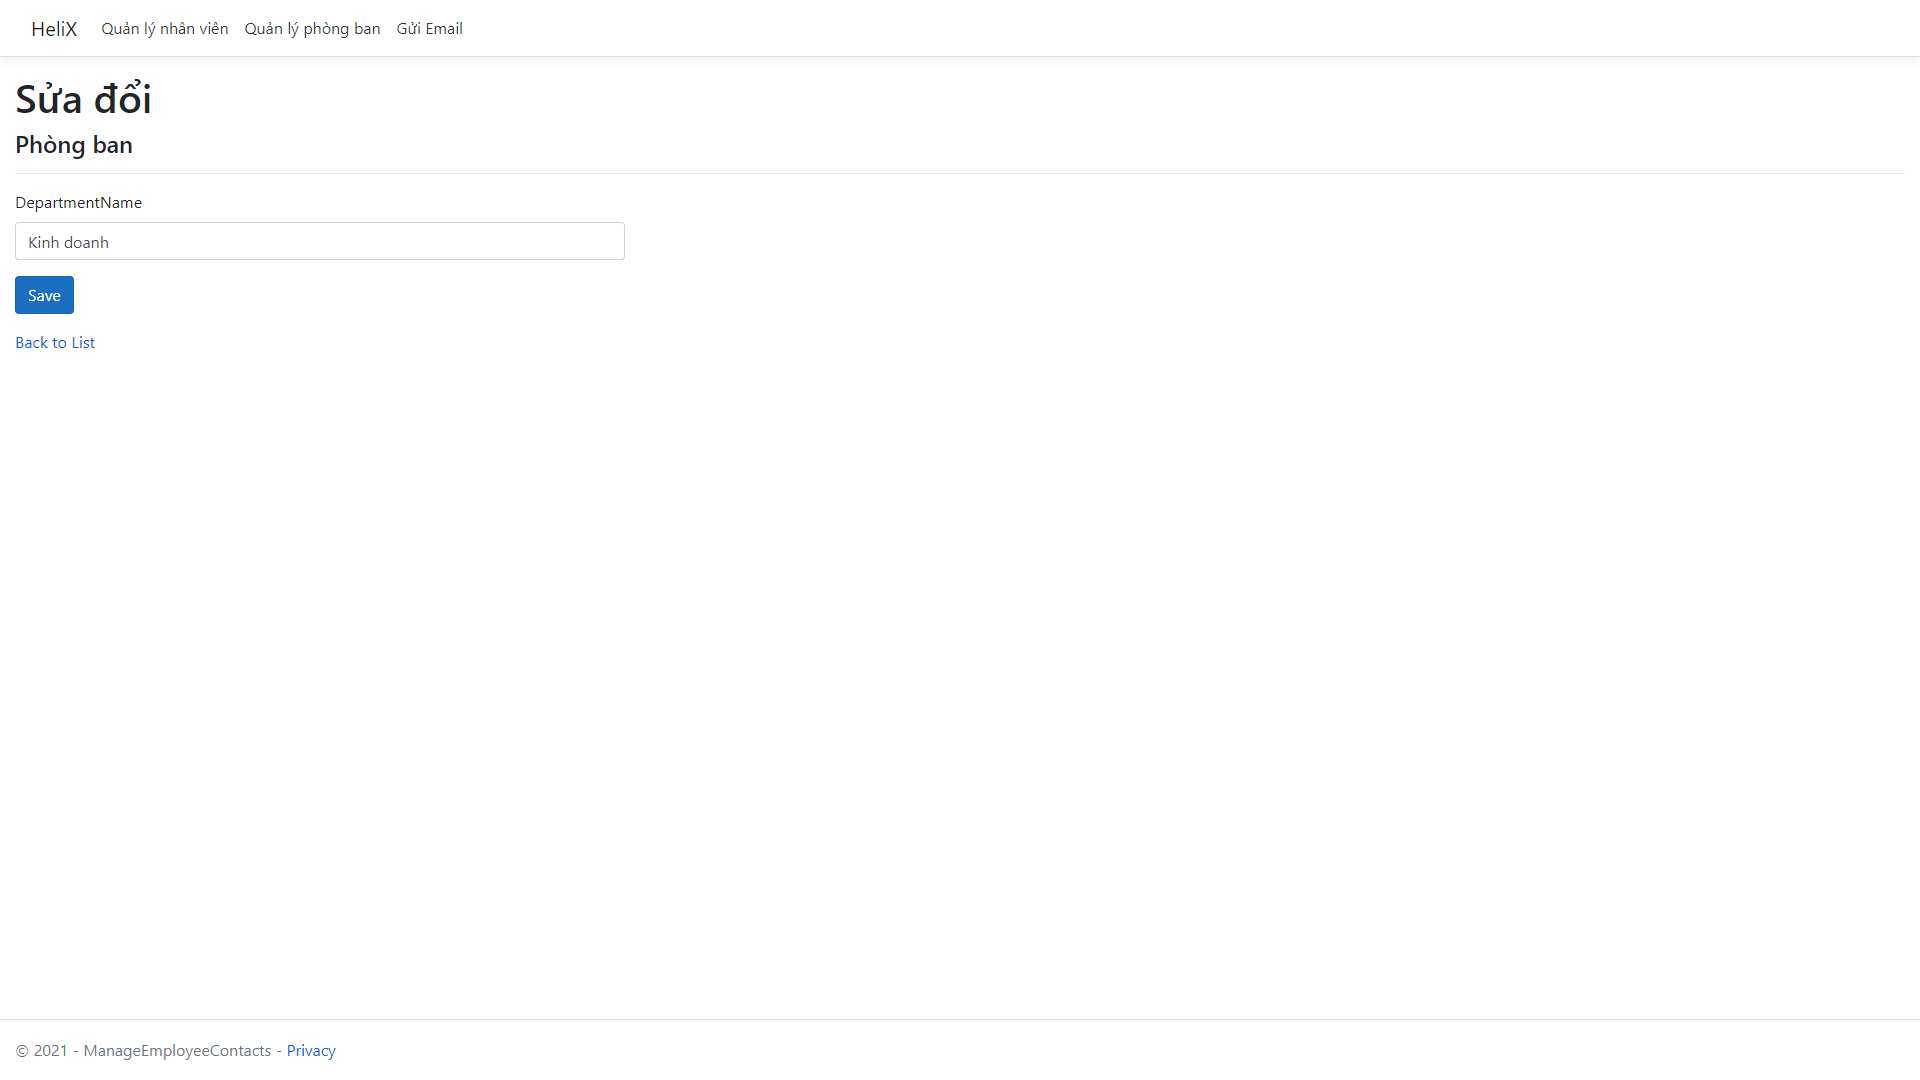 HeliX Quản lý nhân viên Quản lý phòng ban Gửi Email
Sửa đổi
Phòng ban
DepartmentName
Kinh doanh
Save
Back to List
© 2021 - ManageEmployeeContacts - Privacy